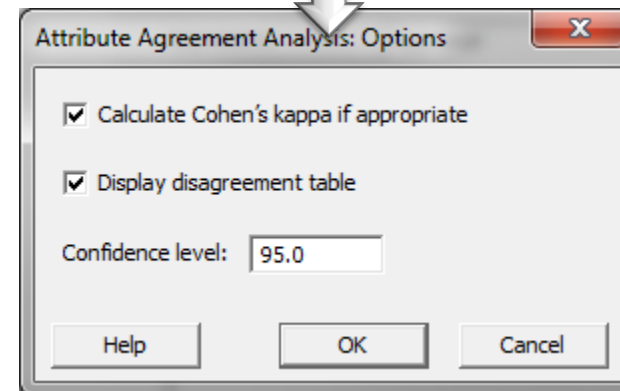 Attribute Agreement Analysis: Options
Calculate Cohen's kappa if appropriate
Display disagreement table
Confidence level: 95.0
Help OK Cancel